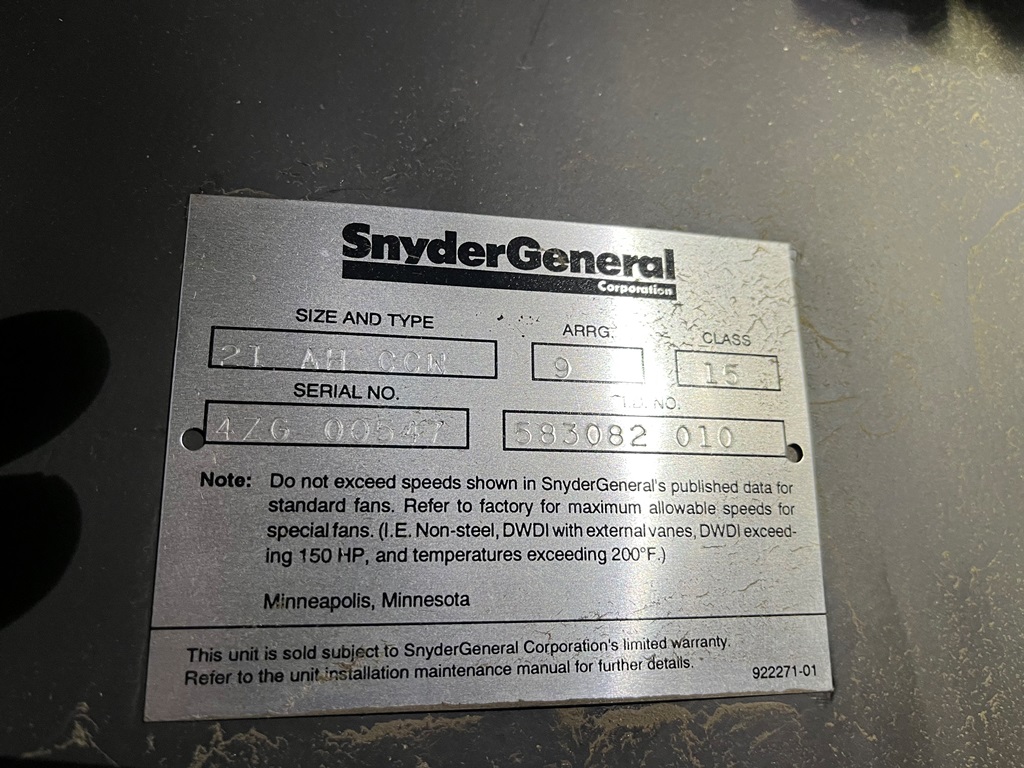 SnyderGeneral
Corporation
SIZE AND TYPE
ARRG.
CLASS
21 AH CCW
9
15
SERIAL NO.
NO.
4ZG 00547
583082 010
Note: Do not exceed speeds shown in SnyderGeneral's published data for
standard fans. Refer to factory for maximum allowable speeds for
special fans. (I.E. Non-steel, DWDI with external vanes, DWDI exceed-
ing 150 HP, and temperatures exceeding 200°F.)
Minneapolis, Minnesota
This unit is sold subject to SnyderGeneral Corporation's limited warranty.
Refer to the unit installation maintenance manual for further details.
922271-01